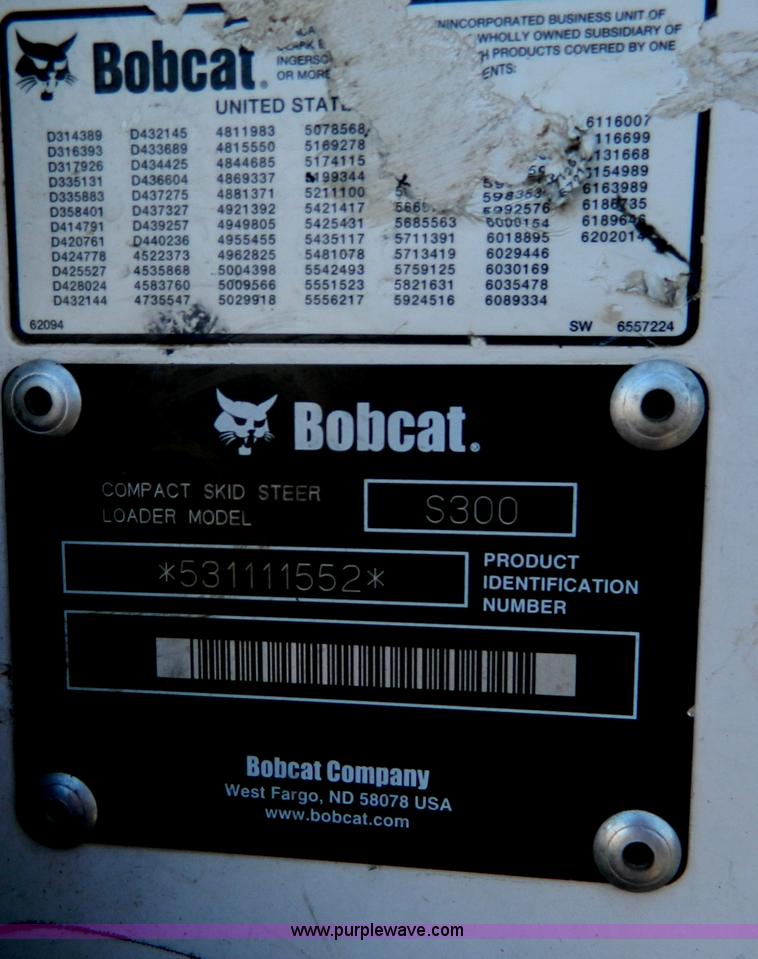 Bobcat®
NINCORPORATED BUSINESS UNIT OF
WHOLLY OWNED SUBSIDIARY OF
INGERSO
H PRODUCTS COVERED BY ONE
OR MORE
ENTS:
UNITED STATE
6116007
D314389 D432145 4811983 5078568 116699
D316393 D433689 4815550 5169278 131668
D317926 D434425 4844685 5174115 154989
D335131 D436604 4869337 5199344 6163989
D335883 D437275 4881371 5211100 6186735
D358401 D437327 4921392 5421417 5992576 6189646
D414791 D439257 4949805 5425431 5685563 6000154 6202014
D420761 D440236 4955455 5435117 5711391 6018895
D424778 4522373 4962825 5481078 5713419 6029446
D425527 4535868 5004398 5542493 5759125 6030169
D428024 4583760 5009566 5551523 5821631 6035478
D432144 4735547 5029918 5556217 5924516 6089334
62094 SW 6557224
Bobcat®
COMPACT SKID STEER
LOADER MODEL S300
*531111552* PRODUCT
IDENTIFICATION
NUMBER
Bobcat Company
West Fargo, ND 58078 USA
www.bobcat.com
www.purplewave.com